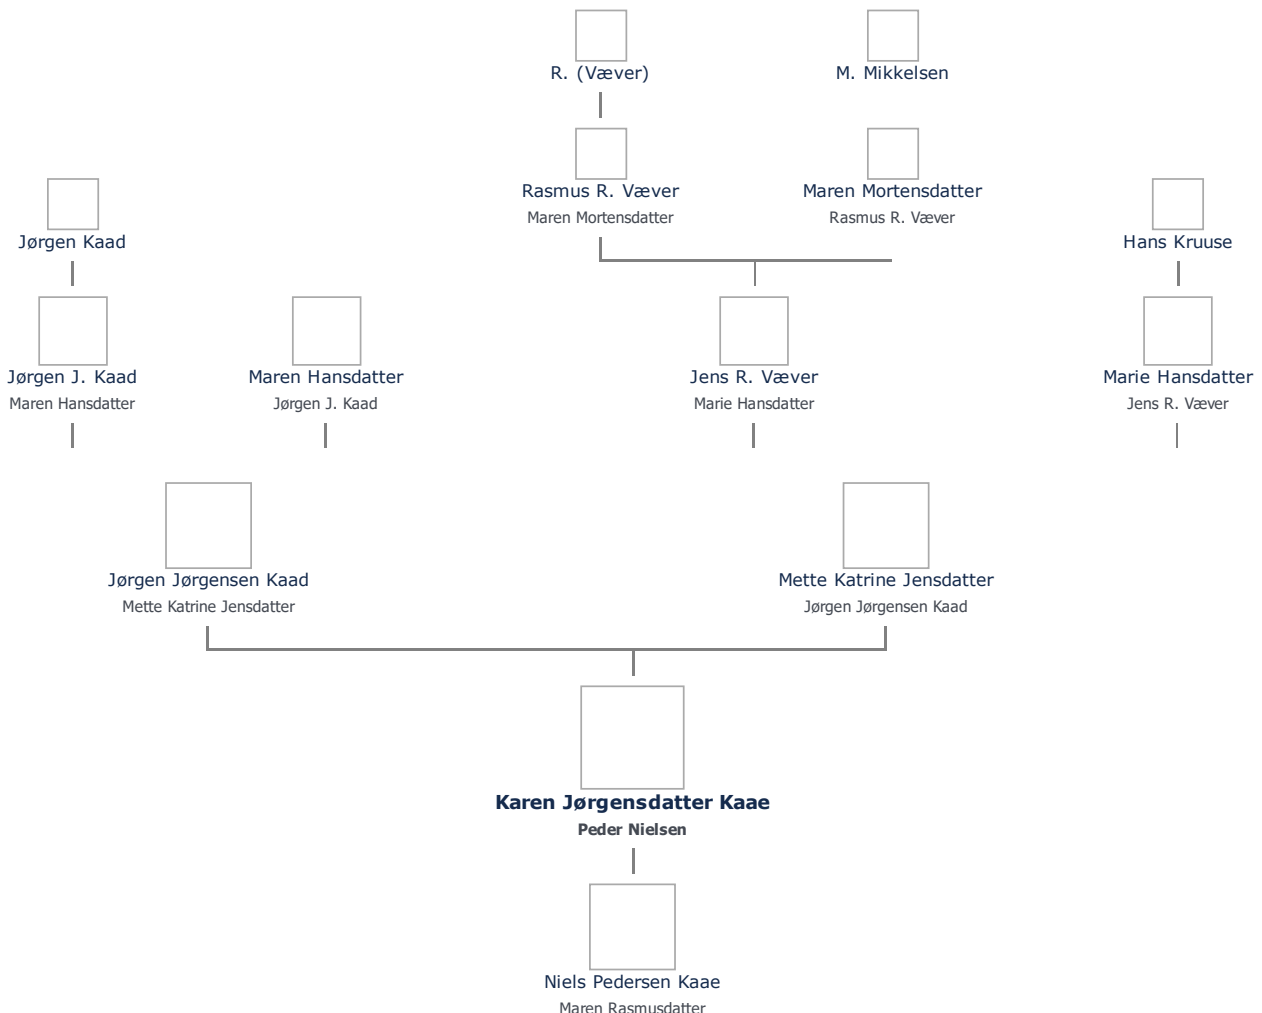 R. (Væver)
M. Mikkelsen
Rasmus R. Væver
Maren Mortensdatter
Maren Mortensdatter
Rasmus R. Væver
Jørgen Kaad
Hans Kruuse
Jørgen J. Kaad
Maren Hansdatter
Maren Hansdatter
Jørgen J. Kaad
Jens R. Væver
Marie Hansdatter
Marie Hansdatter
Jens R. Væver
Jørgen Jørgensen Kaad
Mette Katrine Jensdatter
Mette Katrine Jensdatter
Jørgen Jørgensen Kaad
Karen Jørgensdatter Kaae
Peder Nielsen
Niels Pedersen Kaae
Maren Rasmusdatter